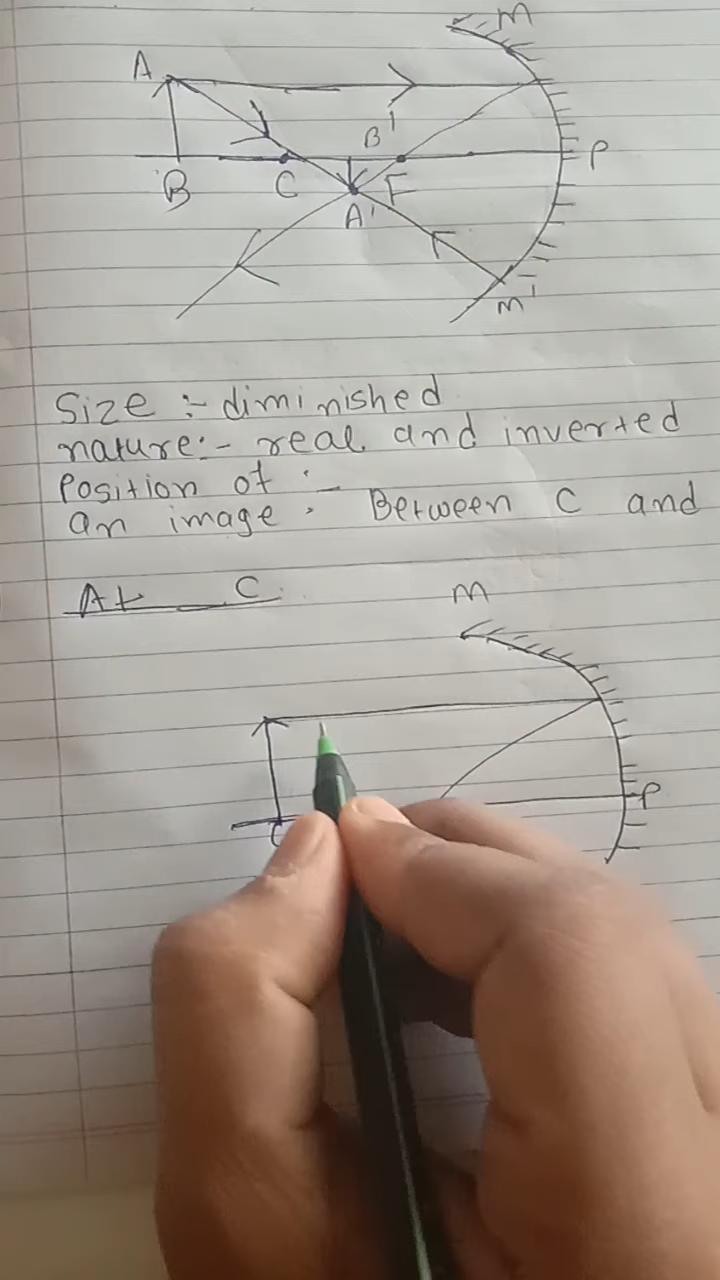 M
A
B'
P
B
C
F
A'
M'
Size :- diminished
nature:- real and inverted
Position of :-
an image : Between C and
At C
M
P
C